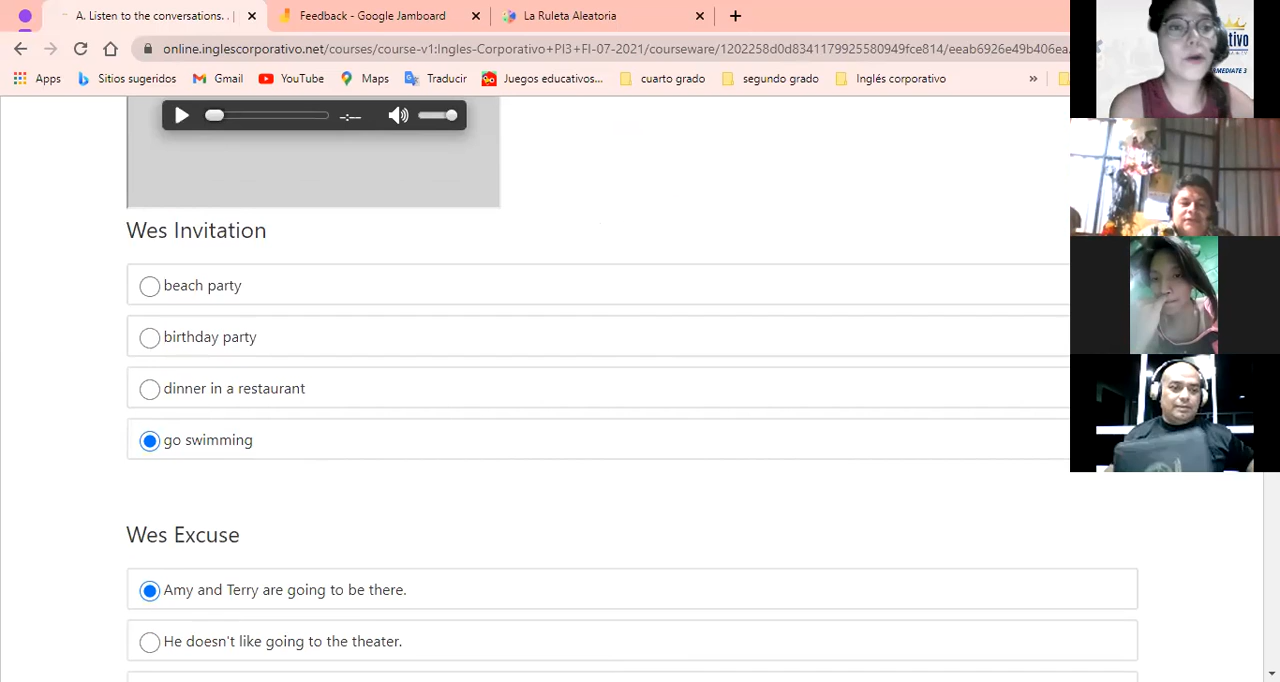 A. Listen to the conversations. . |
Feedback - Google Jamboard
La Ruleta Aleatoria
online.inglescorporativo.net/courses/course-v1:Ingles-Corporativo+PI3+FI-07-2021/courseware/1202258d0d8341179925580949fce814/eeab6926e49b406ea.
Apps
Sitios sugeridos
Gmail
YouTube
Maps
Traducir
Juegos educativos...
cuarto grado
segundo grado
Inglés corporativo
»
-:--
Wes Invitation
beach party
birthday party
dinner in a restaurant
go swimming
Wes Excuse
Amy and Terry are going to be there.
He doesn't like going to the theater.